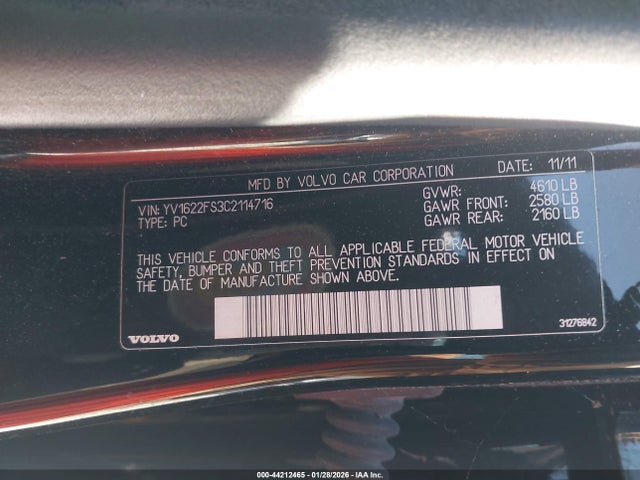 MFD BY VOLVO CAR CORPORATION DATE: 11/11
VIN: YV1622FS3C2114716 GVWR: 4610 LB
TYPE: PC GAWR FRONT: 2580 LB
GAWR REAR: 2160 LB
THIS VEHICLE CONFORMS TO ALL APPLICABLE FEDERAL MOTOR VEHICLE
SAFETY, BUMPER AND THEFT PREVENTION STANDARDS IN EFFECT ON
THE DATE OF MANUFACTURE SHOWN ABOVE.
VOLVO 31276842
000-44212465 - 01/28/2026 - IAA Inc.